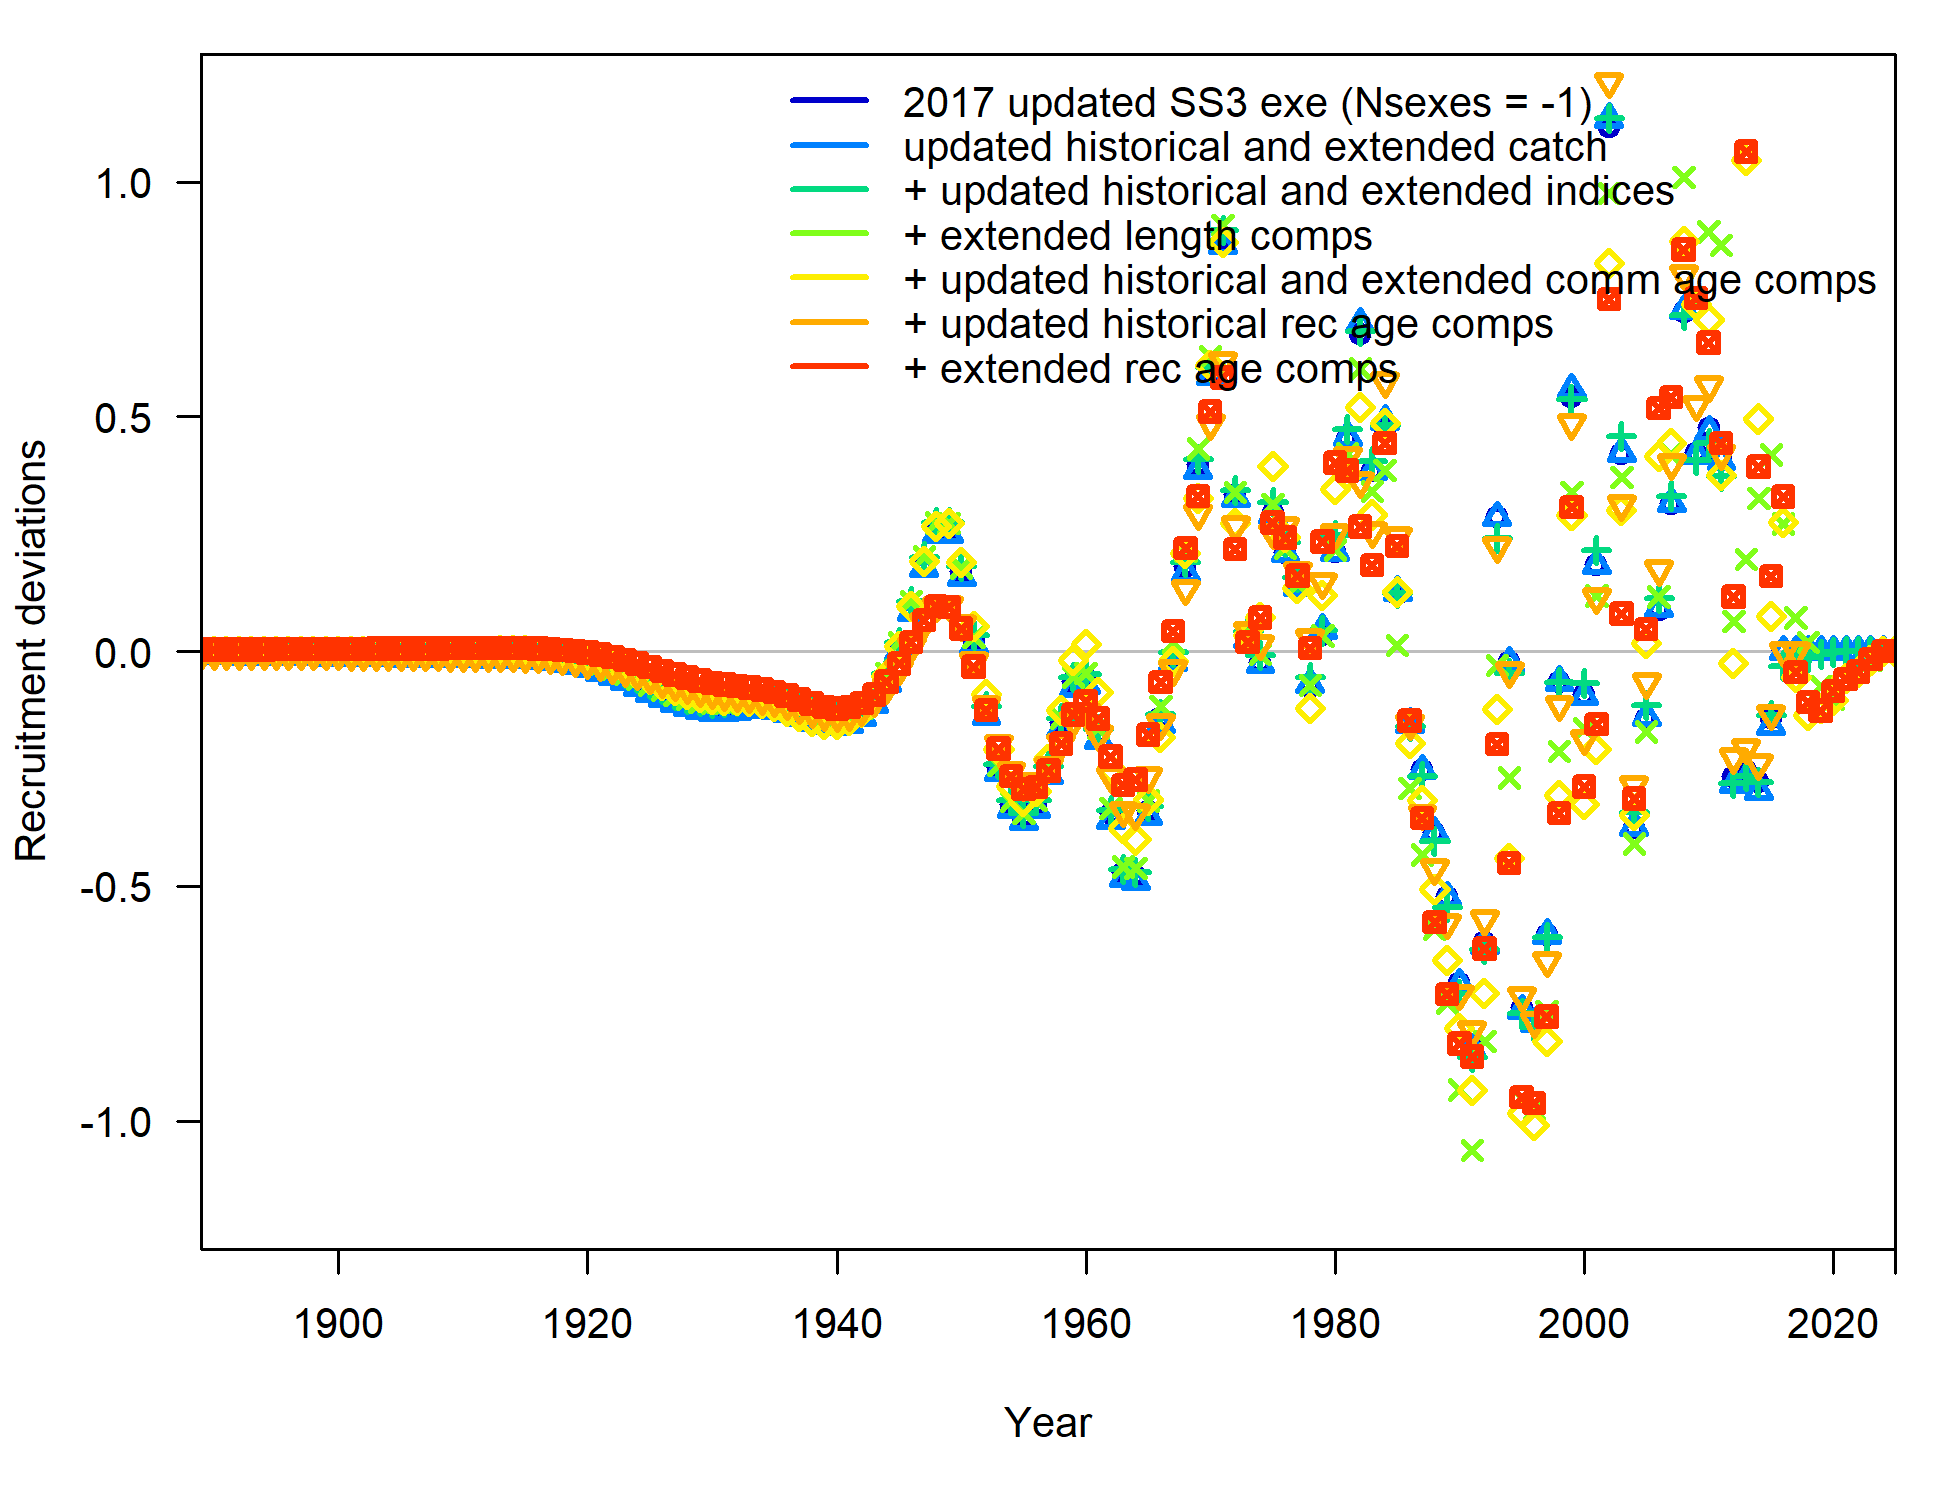 2017 updated SS3 exe (Nsexes = -1)
updated historical and extended catch
+ updated historical and extended indices
+ extended length comps
+ updated historical and extended comm age comps
+ updated historical rec age comps
+ extended rec age comps
1.0
0.5
0.0
-0.5
-1.0
Recruitment deviations
1900 1920 1940 1960 1980 2000 2020
Year